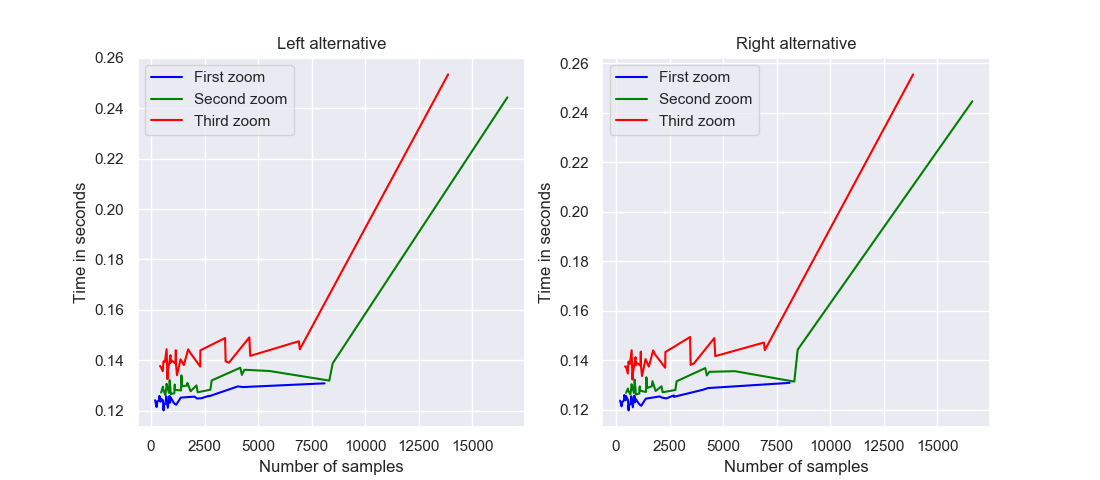 Left alternative
0.26
0.24
0.22
0.20
0.18
0.16
0.14
0.12
Time in seconds
First zoom
Second zoom
Third zoom
0
2500
5000
7500
10000
12500
15000
Number of samples
Right alternative
0.26
0.24
0.22
0.20
0.18
0.16
0.14
0.12
Time in seconds
First zoom
Second zoom
Third zoom
0
2500
5000
7500
10000
12500
15000
Number of samples